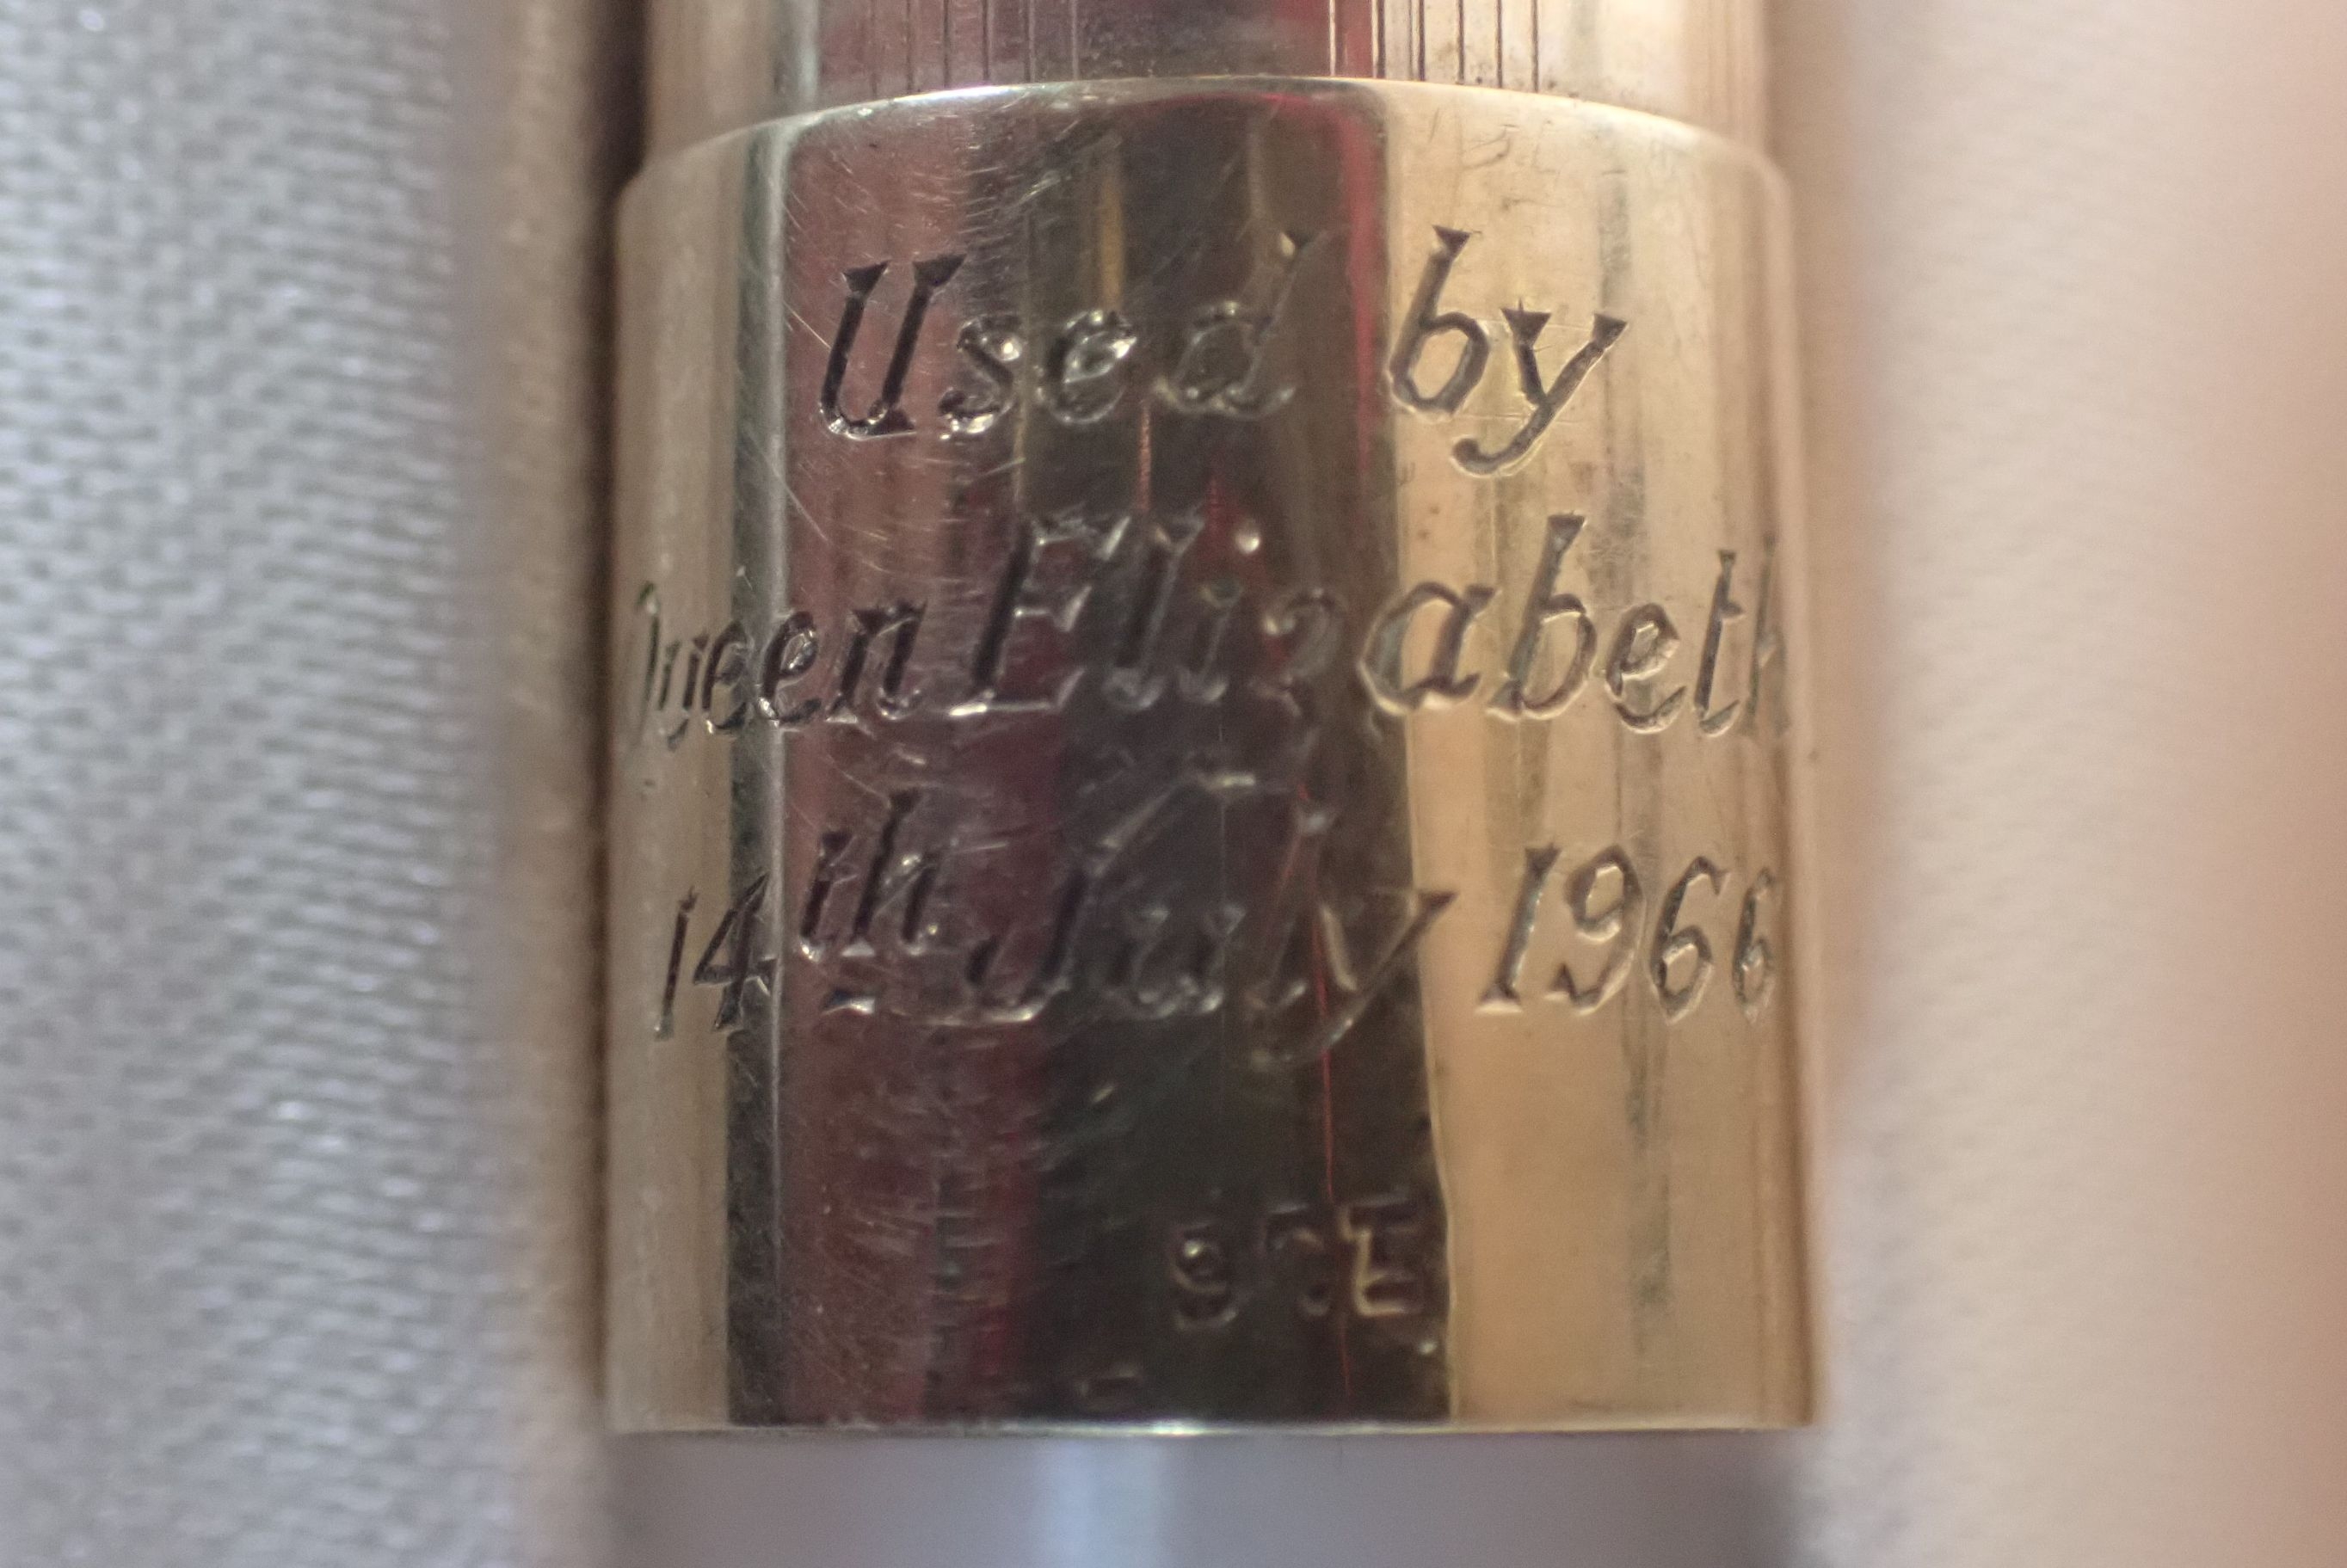 Used by
Queen Elizabeth
14th July 1966